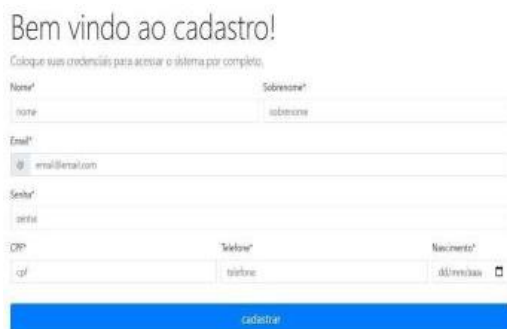 Bem vindo ao cadastro!
Coloque suas credenciais para acessar o sistema por completo.
Nome* Sobrenome*
nome sobrenome
Email*
@ email@email.com
Senha*
senha
CPF* Telefone* Nascimento*
cpf telefone dd/mm/aaaa
cadastrar